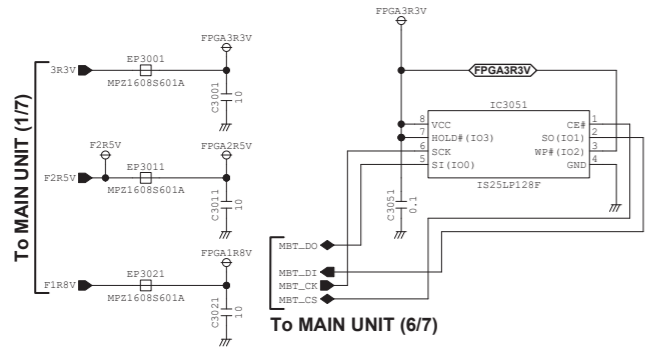 FPGA3R3V
3R3V
EP3001
MPZ1608S601A
C3001
10
F2R5V
FPGA2R5V
F2R5V
EP3011
MPZ1608S601A
C3011
10
FPGA1R8V
F1R8V
EP3021
MPZ1608S601A
C3021
10
To MAIN UNIT (1/7)
FPGA3R3V
FPGA3R3V
IC3051
8 VCC CE# 1
7 HOLD#(IO3) SO(IO1) 2
6 SCK WP#(IO2) 3
5 SI(IO0) GND 4
IS25LP128F
C3051
0.1
MBT_DO
MBT_DI
MBT_CK
MBT_CS
To MAIN UNIT (6/7)